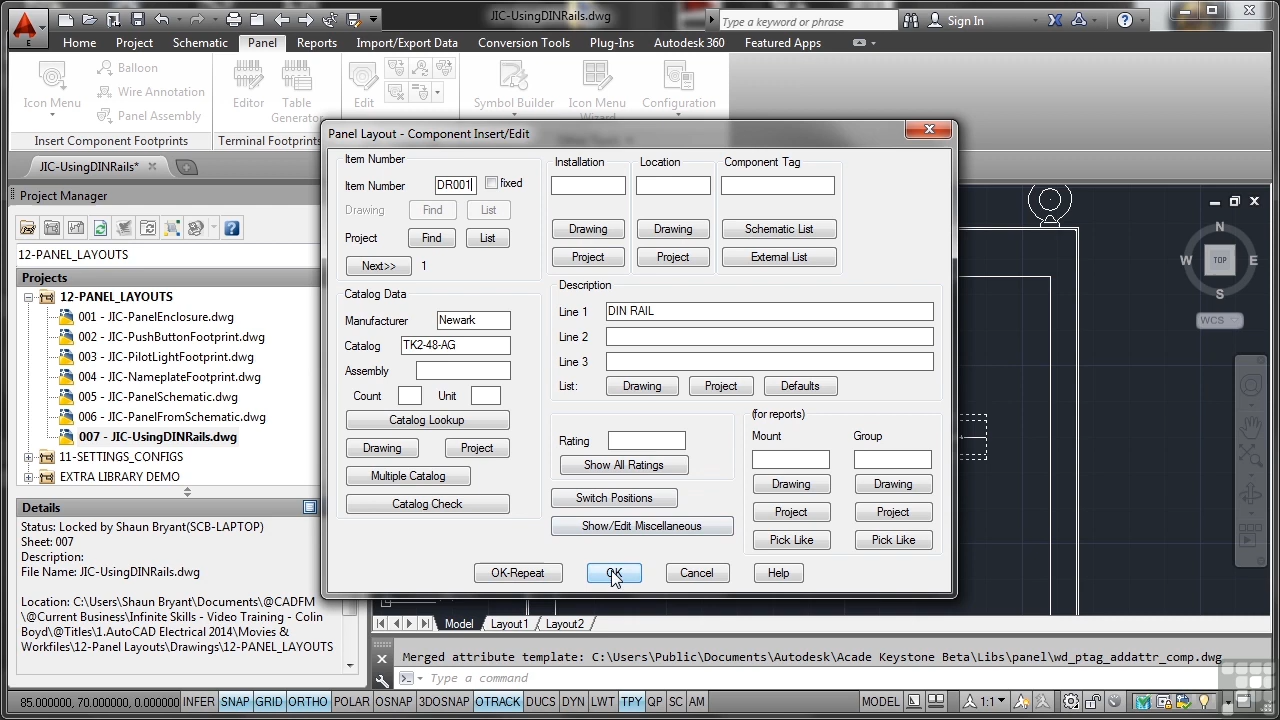 JIC-UsingDINRails.dwg
Type a keyword or phrase
Sign In
E
Home Project Schematic Panel Reports Import/Export Data Conversion Tools Plug-Ins Autodesk 360 Featured Apps
Icon Menu
Balloon
Wire Annotation
Panel Assembly
Insert Component Footprints
Editor
Table
Generator
Terminal Footprints
Edit
Symbol Builder
Icon Menu
Wizard
Configuration
JIC-UsingDINRails*
Project Manager
12-PANEL_LAYOUTS
Projects
12-PANEL_LAYOUTS
001 - JIC-PanelEnclosure.dwg
002 - JIC-PushButtonFootprint.dwg
003 - JIC-PilotLightFootprint.dwg
004 - JIC-NameplateFootprint.dwg
005 - JIC-PanelSchematic.dwg
006 - JIC-PanelFromSchematic.dwg
007 - JIC-UsingDINRails.dwg
11-SETTINGS_CONFIGS
EXTRA LIBRARY DEMO
Details
Status: Locked by Shaun Bryant(SCB-LAPTOP)
Sheet: 007
Description:
File Name: JIC-UsingDINRails.dwg
Location: C:\Users\Shaun Bryant\Documents\@CADFM
\@Current Business\Infinite Skills - Video Training - Colin
Boyd\@Titles\1.AutoCAD Electrical 2014\Movies &
Workfiles\12-Panel Layouts\Drawings\12-PANEL_LAYOUTS
Panel Layout - Component Insert/Edit
Item Number
Item Number DR001 fixed
Drawing Find List
Project Find List
Next>> 1
Catalog Data
Manufacturer Newark
Catalog TK2-48-AG
Assembly
Count Unit
Catalog Lookup
Drawing Project
Multiple Catalog
Catalog Check
Installation
Drawing
Project
Location
Drawing
Project
Component Tag
Schematic List
External List
Description
Line 1 DIN RAIL
Line 2
Line 3
List: Drawing Project Defaults
Rating
Show All Ratings
Switch Positions
Show/Edit Miscellaneous
(for reports)
Mount Group
Drawing Drawing
Project Project
Pick Like Pick Like
OK-Repeat OK Cancel Help
N
W TOP E
S
WCS
Model Layout1 Layout2
Merged attribute template: C:\Users\Public\Documents\Autodesk\Acade Keystone Beta\Libs\panel\wd_ptag_addattr_comp.dwg
Type a command
85.00000, 70.00000, 0.000000 INFER SNAP GRID ORTHO POLAR OSNAP 3DOSNAP OTRACK DUCS DYN LWT TPY QP SC AM MODEL 1:1